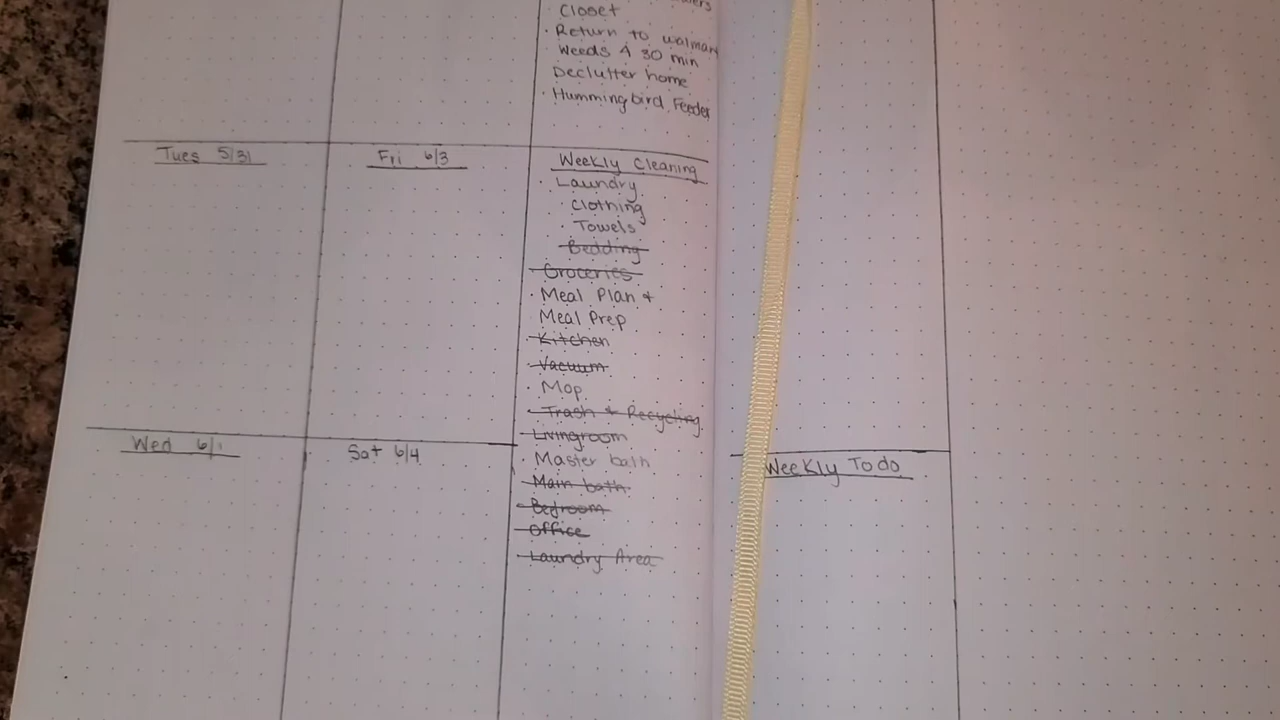 Closet
· Return to walmart
Weeds 4 30 min
Declutter home
· Hummingbird Feeder
Tues 5/31
Fri 6/3
Weekly Cleaning
· Laundry
· Clothing
· Towels
· Bedding
· Groceries
· Meal Plan +
Meal Prep
· Kitchen
· Vacuum
· Mop
· Trash + Recycling
· Livingroom
· Master bath
· Main bath
· Bedroom
· Office
· Laundry Area
Wed 6/1
Sat 6/4
Weekly Todo